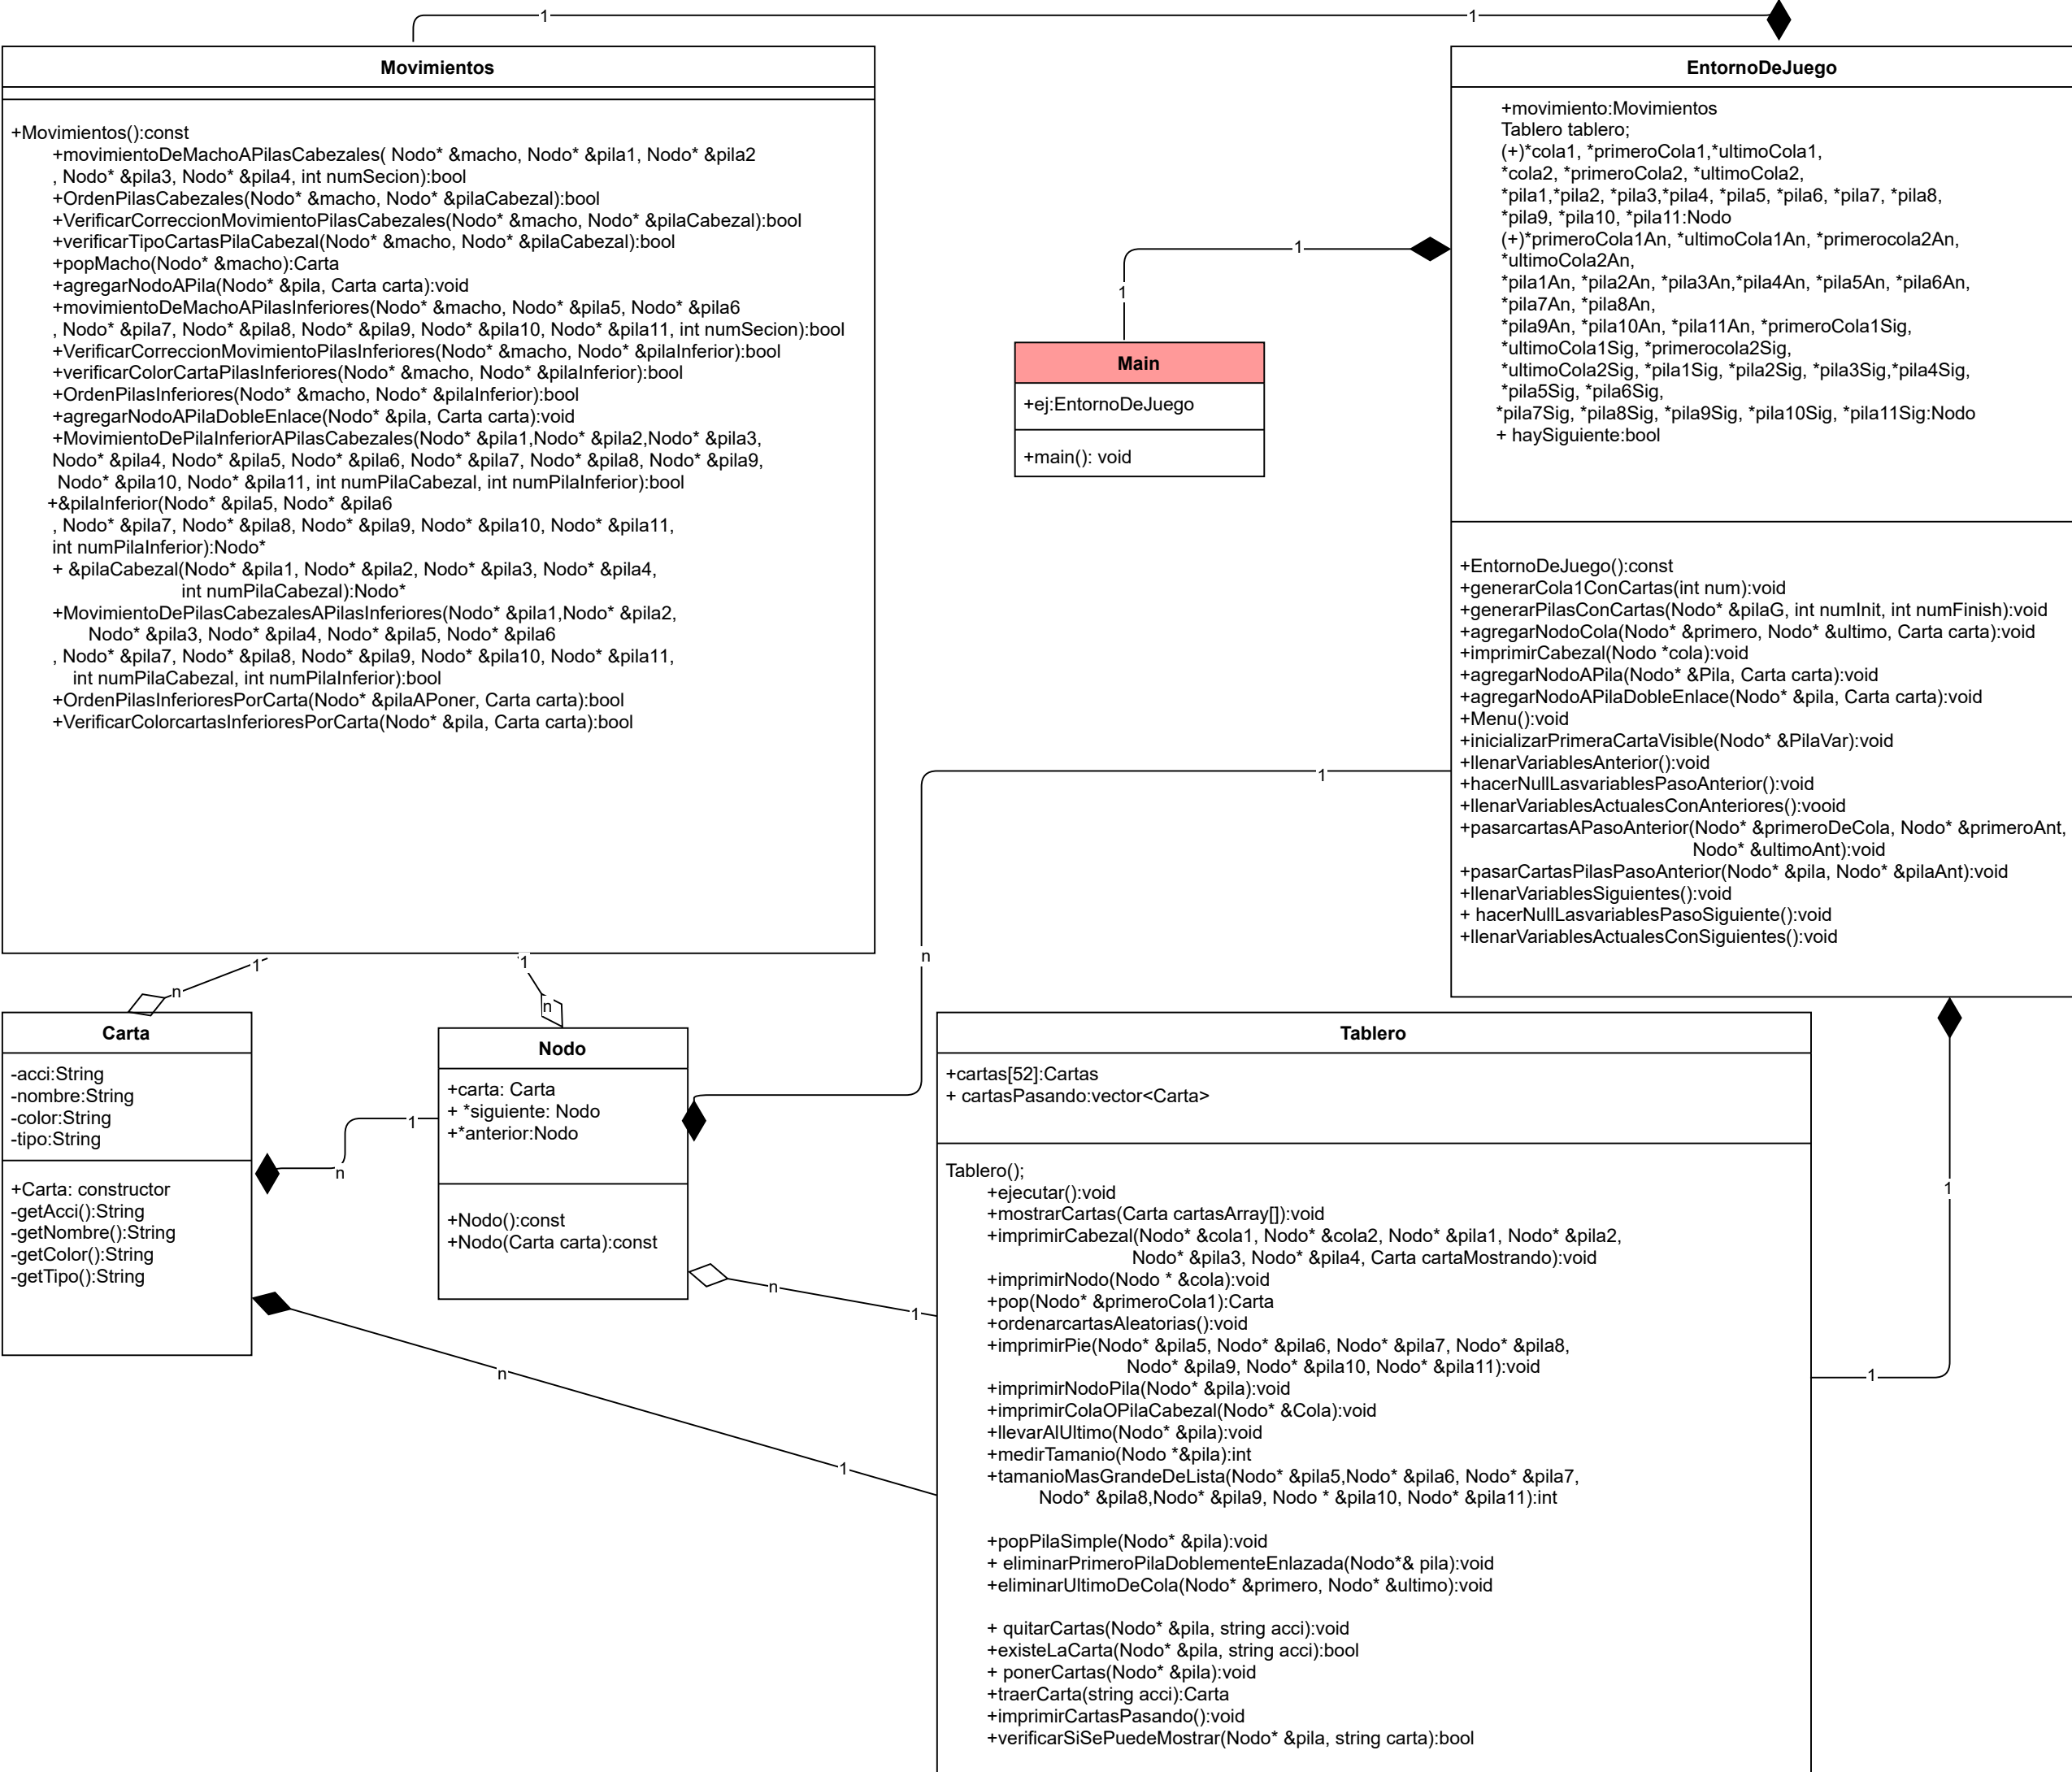 1
1
Movimientos
+Movimientos():const
+movimientoDeMachoAPilasCabezales( Nodo* &macho, Nodo* &pila1, Nodo* &pila2
, Nodo* &pila3, Nodo* &pila4, int numSecion):bool
+OrdenPilasCabezales(Nodo* &macho, Nodo* &pilaCabezal):bool
+VerificarCorreccionMovimientoPilasCabezales(Nodo* &macho, Nodo* &pilaCabezal):bool
+verificarTipoCartasPilaCabezal(Nodo* &macho, Nodo* &pilaCabezal):bool
+popMacho(Nodo* &macho):Carta
+agregarNodoAPila(Nodo* &pila, Carta carta):void
+movimientoDeMachoAPilasInferiores(Nodo* &macho, Nodo* &pila5, Nodo* &pila6
, Nodo* &pila7, Nodo* &pila8, Nodo* &pila9, Nodo* &pila10, Nodo* &pila11, int numSecion):bool
+VerificarCorreccionMovimientoPilasInferiores(Nodo* &macho, Nodo* &pilaInferior):bool
+verificarColorCartaPilasInferiores(Nodo* &macho, Nodo* &pilaInferior):bool
+OrdenPilasInferiores(Nodo* &macho, Nodo* &pilaInferior):bool
+agregarNodoAPilaDobleEnlace(Nodo* &pila, Carta carta):void
+MovimientoDePilaInferiorAPilasCabezales(Nodo* &pila1,Nodo* &pila2,Nodo* &pila3,
Nodo* &pila4, Nodo* &pila5, Nodo* &pila6, Nodo* &pila7, Nodo* &pila8, Nodo* &pila9,
Nodo* &pila10, Nodo* &pila11, int numPilaCabezal, int numPilaInferior):bool
+&pilaInferior(Nodo* &pila5, Nodo* &pila6
, Nodo* &pila7, Nodo* &pila8, Nodo* &pila9, Nodo* &pila10, Nodo* &pila11,
int numPilaInferior):Nodo*
+ &pilaCabezal(Nodo* &pila1, Nodo* &pila2, Nodo* &pila3, Nodo* &pila4,
int numPilaCabezal):Nodo*
+MovimientoDePilasCabezalesAPilasInferiores(Nodo* &pila1,Nodo* &pila2,
Nodo* &pila3, Nodo* &pila4, Nodo* &pila5, Nodo* &pila6
, Nodo* &pila7, Nodo* &pila8, Nodo* &pila9, Nodo* &pila10, Nodo* &pila11,
int numPilaCabezal, int numPilaInferior):bool
+OrdenPilasInferioresPorCarta(Nodo* &pilaAPoner, Carta carta):bool
+VerificarColorcartasInferioresPorCarta(Nodo* &pila, Carta carta):bool
EntornoDeJuego
+movimiento:Movimientos
Tablero tablero;
(+)*cola1, *primeroCola1,*ultimoCola1,
*cola2, *primeroCola2, *ultimoCola2,
*pila1,*pila2, *pila3,*pila4, *pila5, *pila6, *pila7, *pila8,
*pila9, *pila10, *pila11:Nodo
(+)*primeroCola1An, *ultimoCola1An, *primerocola2An,
*ultimoCola2An,
*pila1An, *pila2An, *pila3An,*pila4An, *pila5An, *pila6An,
*pila7An, *pila8An,
*pila9An, *pila10An, *pila11An, *primeroCola1Sig,
*ultimoCola1Sig, *primerocola2Sig,
*ultimoCola2Sig, *pila1Sig, *pila2Sig, *pila3Sig,*pila4Sig,
*pila5Sig, *pila6Sig,
*pila7Sig, *pila8Sig, *pila9Sig, *pila10Sig, *pila11Sig:Nodo
+ haySiguiente:bool
+EntornoDeJuego():const
+generarCola1ConCartas(int num):void
+generarPilasConCartas(Nodo* &pilaG, int numInit, int numFinish):void
+agregarNodoCola(Nodo* &primero, Nodo* &ultimo, Carta carta):void
+imprimirCabezal(Nodo *cola):void
+agregarNodoAPila(Nodo* &Pila, Carta carta):void
+agregarNodoAPilaDobleEnlace(Nodo* &pila, Carta carta):void
+Menu():void
+inicializarPrimeraCartaVisible(Nodo* &PilaVar):void
+llenarVariablesAnterior():void
+hacerNullLasvariablesPasoAnterior():void
+llenarVariablesActualesConAnteriores():vooid
+pasarcartasAPasoAnterior(Nodo* &primeroDeCola, Nodo* &primeroAnt,
Nodo* &ultimoAnt):void
+pasarCartasPilasPasoAnterior(Nodo* &pila, Nodo* &pilaAnt):void
+llenarVariablesSiguientes():void
+ hacerNullLasvariablesPasoSiguiente():void
+llenarVariablesActualesConSiguientes():void
1
1
Main
+ej:EntornoDeJuego
+main(): void
1
n
1
n
1
n
Carta
-acci:String
-nombre:String
-color:String
-tipo:String
+Carta: constructor
-getAcci():String
-getNombre():String
-getColor():String
-getTipo():String
1
n
Nodo
+carta: Carta
+ *siguiente: Nodo
+*anterior:Nodo
+Nodo():const
+Nodo(Carta carta):const
n
1
n
1
Tablero
+cartas[52]:Cartas
+ cartasPasando:vector<Carta>
Tablero();
+ejecutar():void
+mostrarCartas(Carta cartasArray[]):void
+imprimirCabezal(Nodo* &cola1, Nodo* &cola2, Nodo* &pila1, Nodo* &pila2,
Nodo* &pila3, Nodo* &pila4, Carta cartaMostrando):void
+imprimirNodo(Nodo * &cola):void
+pop(Nodo* &primeroCola1):Carta
+ordenarcartasAleatorias():void
+imprimirPie(Nodo* &pila5, Nodo* &pila6, Nodo* &pila7, Nodo* &pila8,
Nodo* &pila9, Nodo* &pila10, Nodo* &pila11):void
+imprimirNodoPila(Nodo* &pila):void
+imprimirColaOPilaCabezal(Nodo* &Cola):void
+llevarAlUltimo(Nodo* &pila):void
+medirTamanio(Nodo *&pila):int
+tamanioMasGrandeDeLista(Nodo* &pila5,Nodo* &pila6, Nodo* &pila7,
Nodo* &pila8,Nodo* &pila9, Nodo * &pila10, Nodo* &pila11):int
+popPilaSimple(Nodo* &pila):void
+ eliminarPrimeroPilaDoblementeEnlazada(Nodo*& pila):void
+eliminarUltimoDeCola(Nodo* &primero, Nodo* &ultimo):void
+ quitarCartas(Nodo* &pila, string acci):void
+existeLaCarta(Nodo* &pila, string acci):bool
+ ponerCartas(Nodo* &pila):void
+traerCarta(string acci):Carta
+imprimirCartasPasando():void
+verificarSiSePuedeMostrar(Nodo* &pila, string carta):bool
1
1